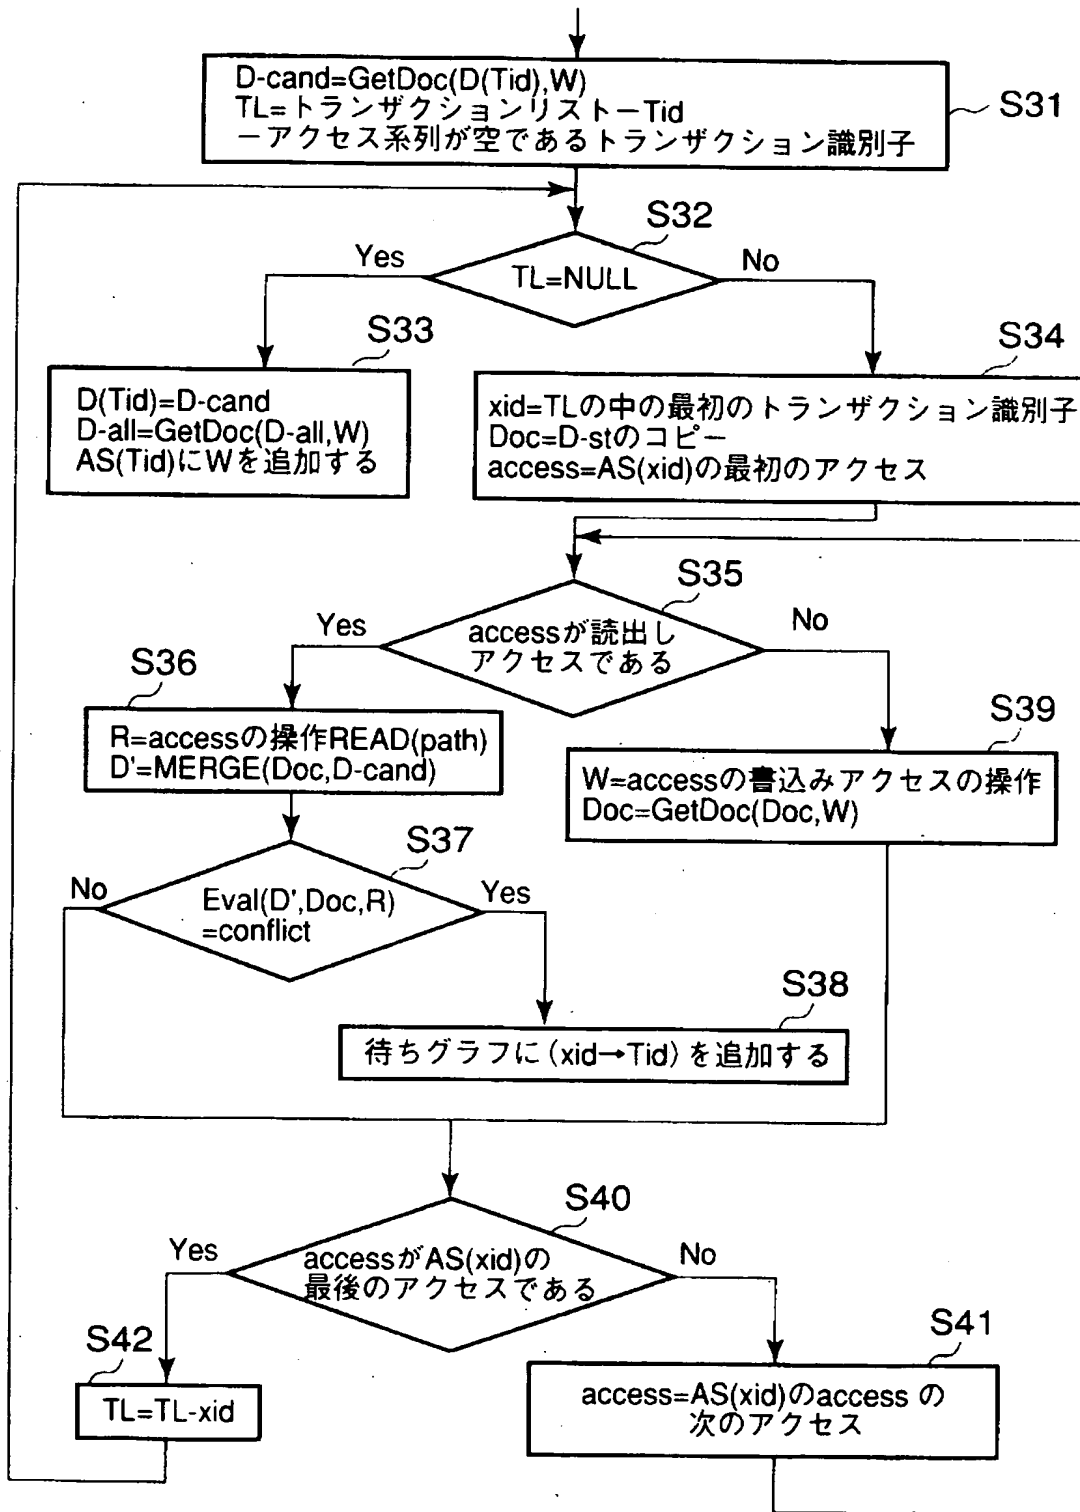 D-cand=GetDoc(D(Tid),W)
TL=トランザクションリストーTid
ーアクセス系列が空であるトランザクション識別子
S31
S32
Yes
No
TL=NULL
S33
S34
D(Tid)=D-cand
D-all=GetDoc(D-all,W)
AS(Tid)にWを追加する
xid=TLの中の最初のトランザクション識別子
Doc=D-stのコピー
access=AS(xid)の最初のアクセス
S35
Yes
No
accessが読出し
アクセスである
S36
S39
R=accessの操作READ(path)
D'=MERGE(Doc,D-cand)
W=accessの書込みアクセスの操作
Doc=GetDoc(Doc,W)
S37
No
Yes
Eval(D',Doc,R)
=conflict
S38
待ちグラフに(xid→Tid)を追加する
S40
Yes
No
accessがAS(xid)の
最後のアクセスである
S42
S41
TL=TL-xid
access=AS(xid)のaccess の
次のアクセス